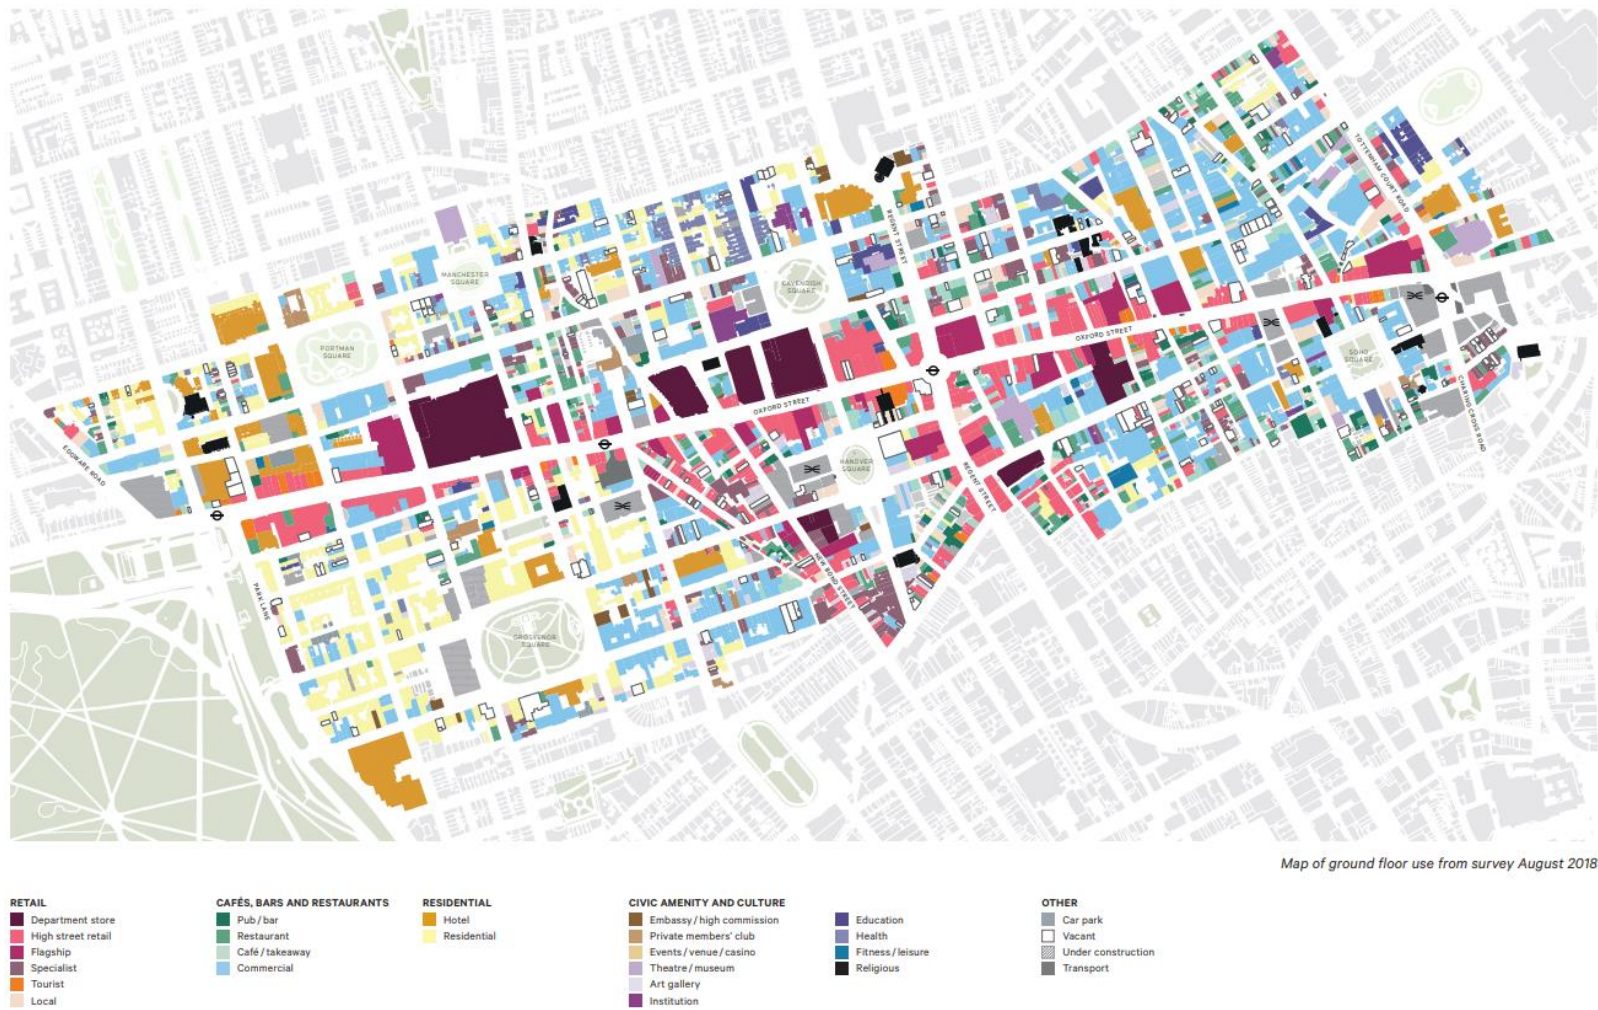 TOTTENHAM COURT ROAD
REGENT STREET
MANCHESTER
SQUARE
CAVENDISH
SQUARE
PORTMAN
SQUARE
OXFORD STREET
SOHO
SQUARE
OXFORD STREET
CHARING CROSS ROAD
EDGWARE ROAD
HANOVER
SQUARE
REGENT STREET
NEW BOND STREET
PARK LANE
GROSVENOR
SQUARE
Map of ground floor use from survey August 2018
RETAIL
Department store
High street retail
Flagship
Specialist
Tourist
Local
CAFÉS, BARS AND RESTAURANTS
Pub / bar
Restaurant
Café / takeaway
Commercial
RESIDENTIAL
Hotel
Residential
CIVIC AMENITY AND CULTURE
Embassy / high commission
Private members' club
Events / venue / casino
Theatre / museum
Art gallery
Institution
Education
Health
Fitness / leisure
Religious
OTHER
Car park
Vacant
Under construction
Transport